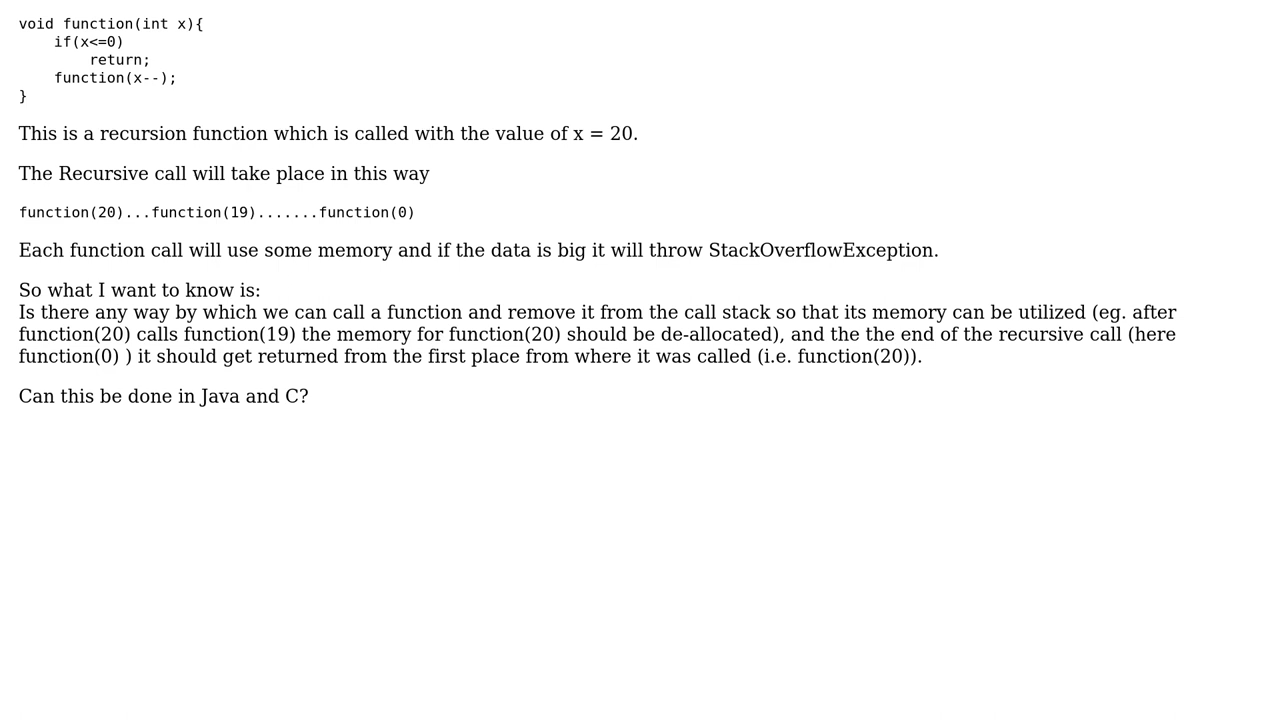 void function(int x){
    if(x<=0)
        return;
    function(x--);
}
This is a recursion function which is called with the value of x = 20.
The Recursive call will take place in this way
function(20)...function(19).......function(0)
Each function call will use some memory and if the data is big it will throw StackOverflowException.
So what I want to know is:
Is there any way by which we can call a function and remove it from the call stack so that its memory can be utilized (eg. after
function(20) calls function(19) the memory for function(20) should be de-allocated), and the the end of the recursive call (here
function(0) ) it should get returned from the first place from where it was called (i.e. function(20)).
Can this be done in Java and C?